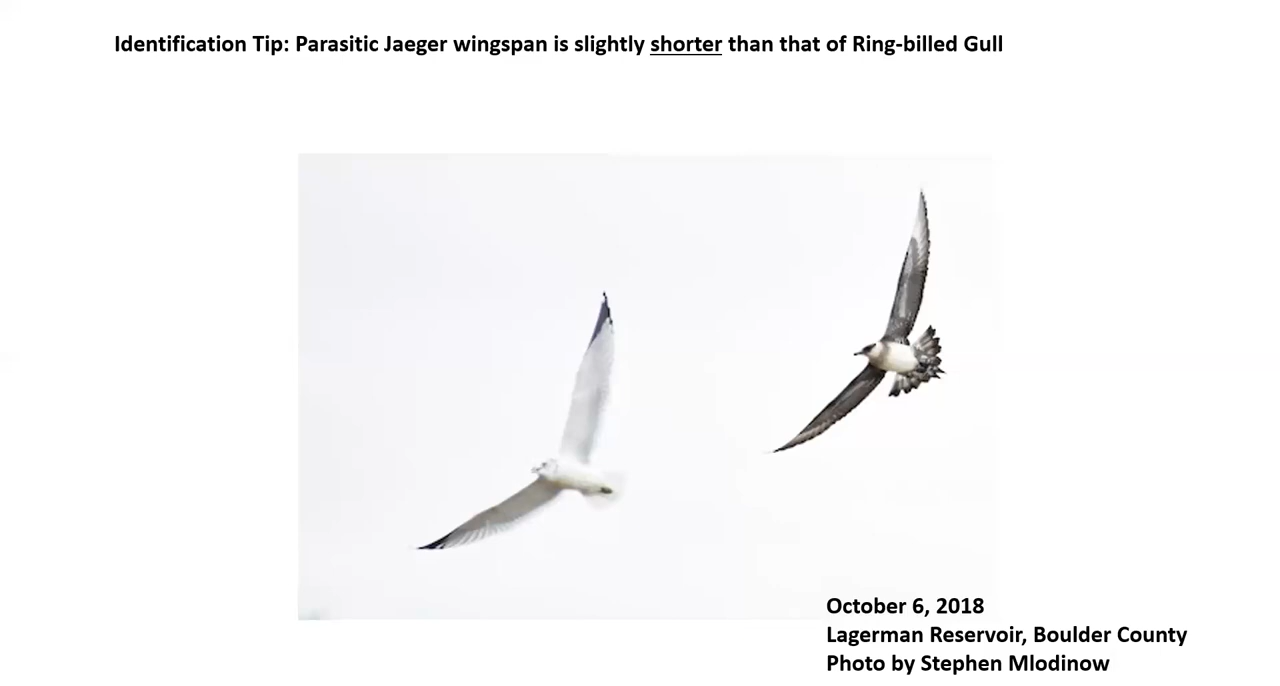 Identification Tip: Parasitic Jaeger wingspan is slightly shorter than that of Ring-billed Gull
October 6, 2018
Lagerman Reservoir, Boulder County
Photo by Stephen Mlodinow